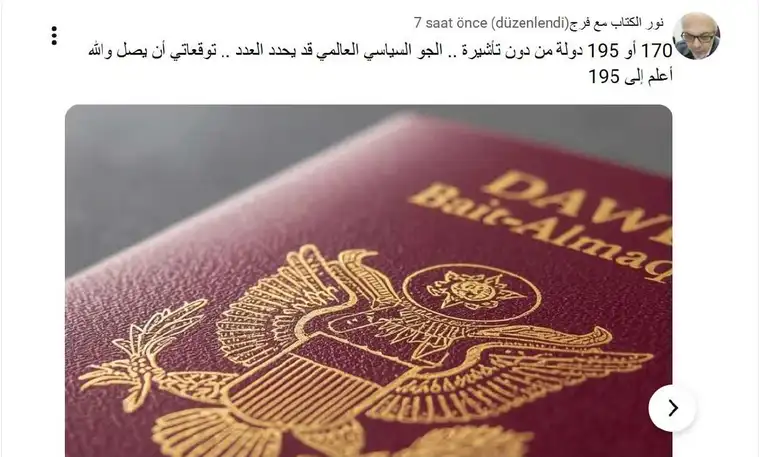 نور الكتاب مع فرج(düzenlendi) 7 saat önce
170 أو 195 دولة من دون تأشيرة .. الجو السياسي العالمي قد يحدد العدد .. توقعاتي أن يصل والله
أعلم إلى 195
DAWL
Bait-Almaq